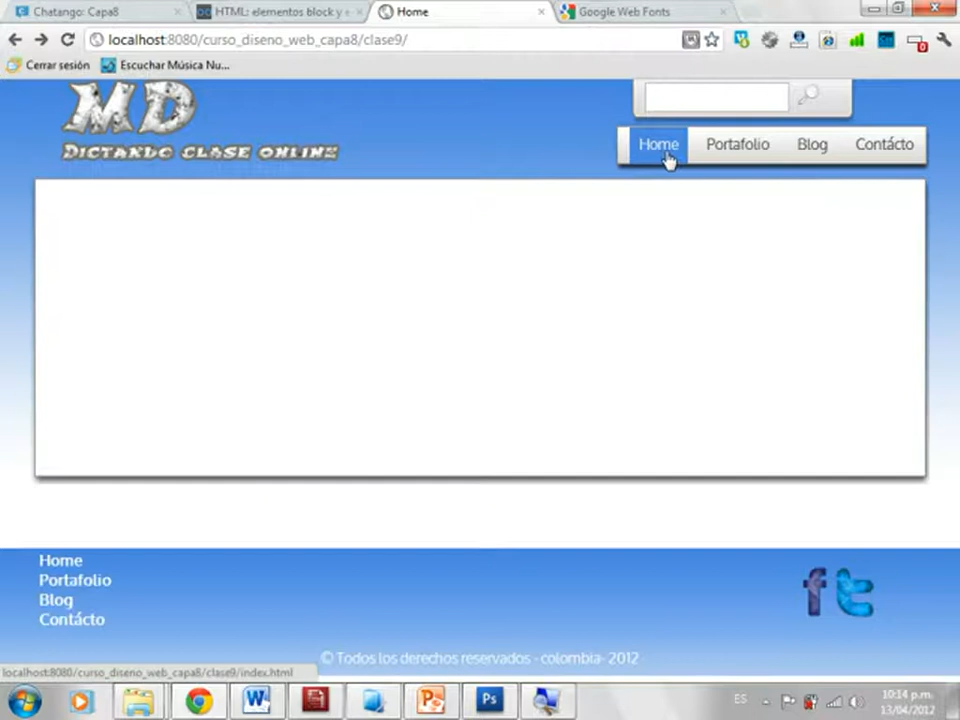 Chatango: Capa8
HTML: elementos block y e
Home
Google Web Fonts
localhost:8080/curso_diseno_web_capa8/clase9/
0
Cerrar sesión
Escuchar Música Nu...
MD
DICTANDO CLASE ONLINE
Home
Portafolio
Blog
Contácto
Home
Portafolio
Blog
Contácto
f t
© Todos los derechos reservados - colombia- 2012
localhost:8080/curso_diseno_web_capa8/clase9/index.html
W
P
Ps
ES
10:14 p.m.
13/04/2012